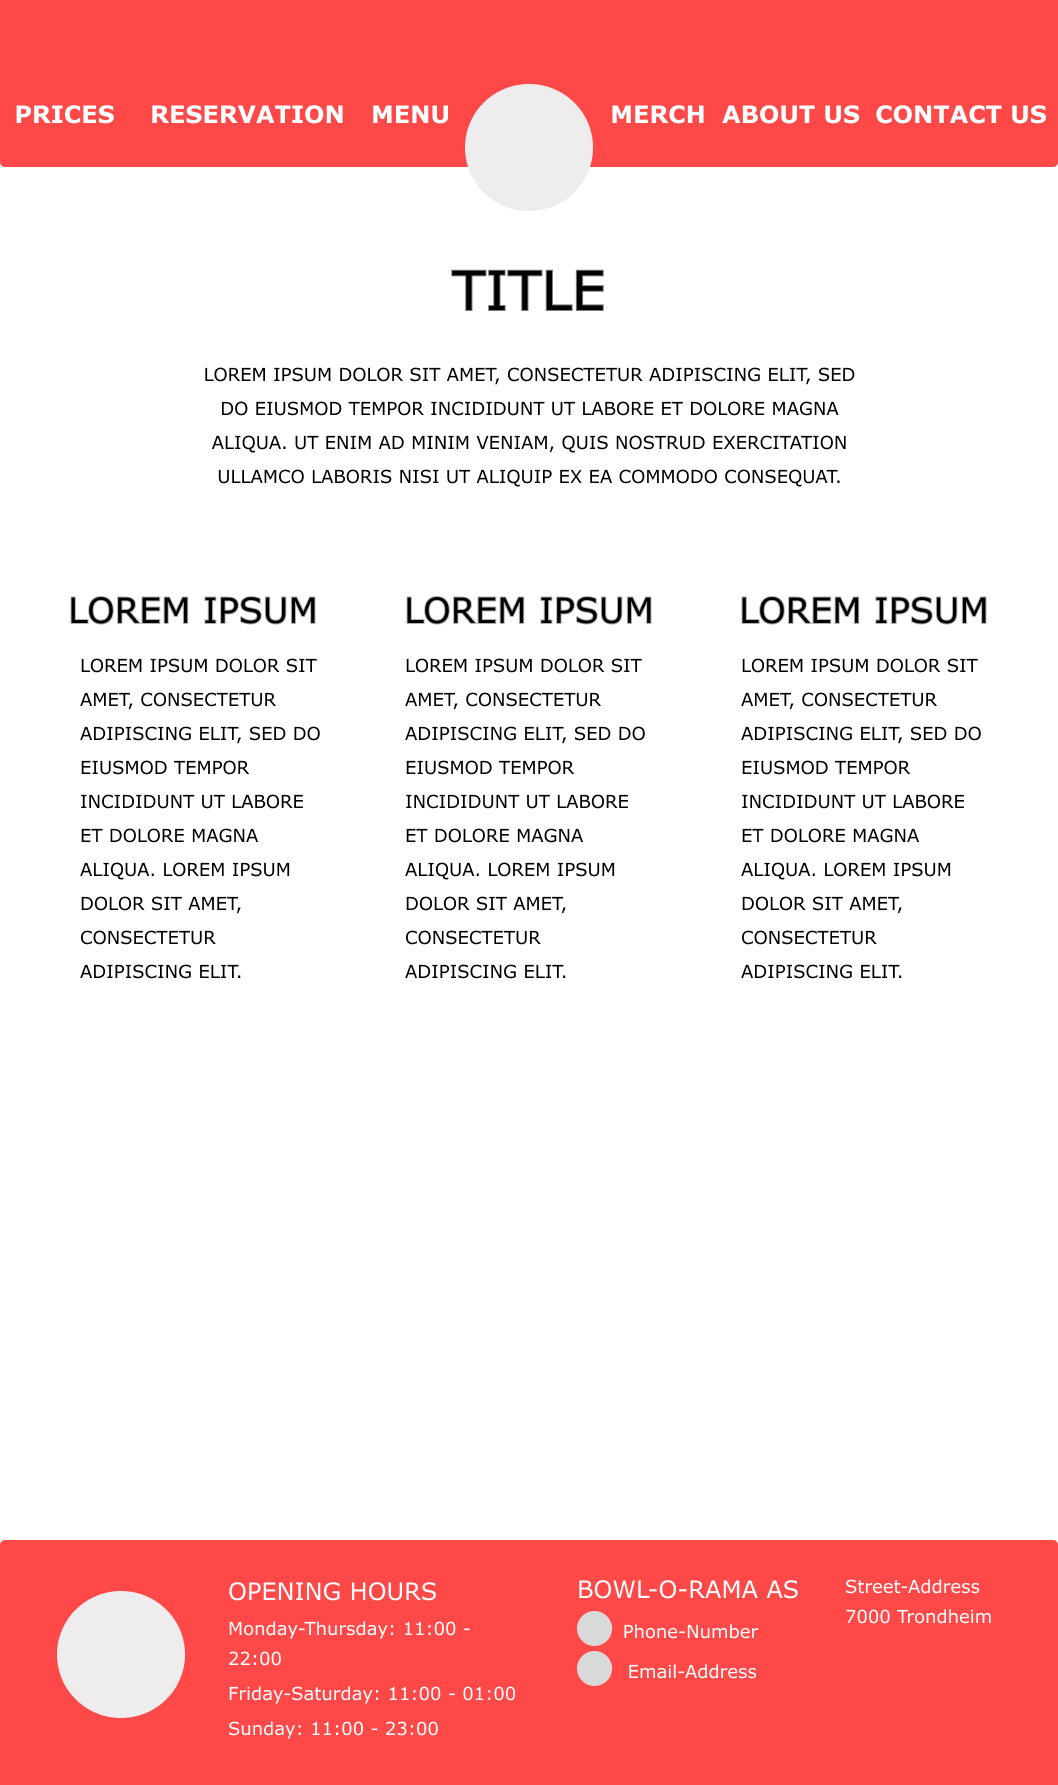 PRICES RESERVATION MENU MERCH ABOUT US CONTACT US
TITLE
LOREM IPSUM DOLOR SIT AMET, CONSECTETUR ADIPISCING ELIT, SED
DO EIUSMOD TEMPOR INCIDIDUNT UT LABORE ET DOLORE MAGNA
ALIQUA. UT ENIM AD MINIM VENIAM, QUIS NOSTRUD EXERCITATION
ULLAMCO LABORIS NISI UT ALIQUIP EX EA COMMODO CONSEQUAT.
LOREM IPSUM
LOREM IPSUM DOLOR SIT
AMET, CONSECTETUR
ADIPISCING ELIT, SED DO
EIUSMOD TEMPOR
INCIDIDUNT UT LABORE
ET DOLORE MAGNA
ALIQUA. LOREM IPSUM
DOLOR SIT AMET,
CONSECTETUR
ADIPISCING ELIT.
LOREM IPSUM
LOREM IPSUM DOLOR SIT
AMET, CONSECTETUR
ADIPISCING ELIT, SED DO
EIUSMOD TEMPOR
INCIDIDUNT UT LABORE
ET DOLORE MAGNA
ALIQUA. LOREM IPSUM
DOLOR SIT AMET,
CONSECTETUR
ADIPISCING ELIT.
LOREM IPSUM
LOREM IPSUM DOLOR SIT
AMET, CONSECTETUR
ADIPISCING ELIT, SED DO
EIUSMOD TEMPOR
INCIDIDUNT UT LABORE
ET DOLORE MAGNA
ALIQUA. LOREM IPSUM
DOLOR SIT AMET,
CONSECTETUR
ADIPISCING ELIT.
OPENING HOURS
Monday-Thursday: 11:00 -
22:00
Friday-Saturday: 11:00 - 01:00
Sunday: 11:00 - 23:00
BOWL-O-RAMA AS
Phone-Number
Email-Address
Street-Address
7000 Trondheim